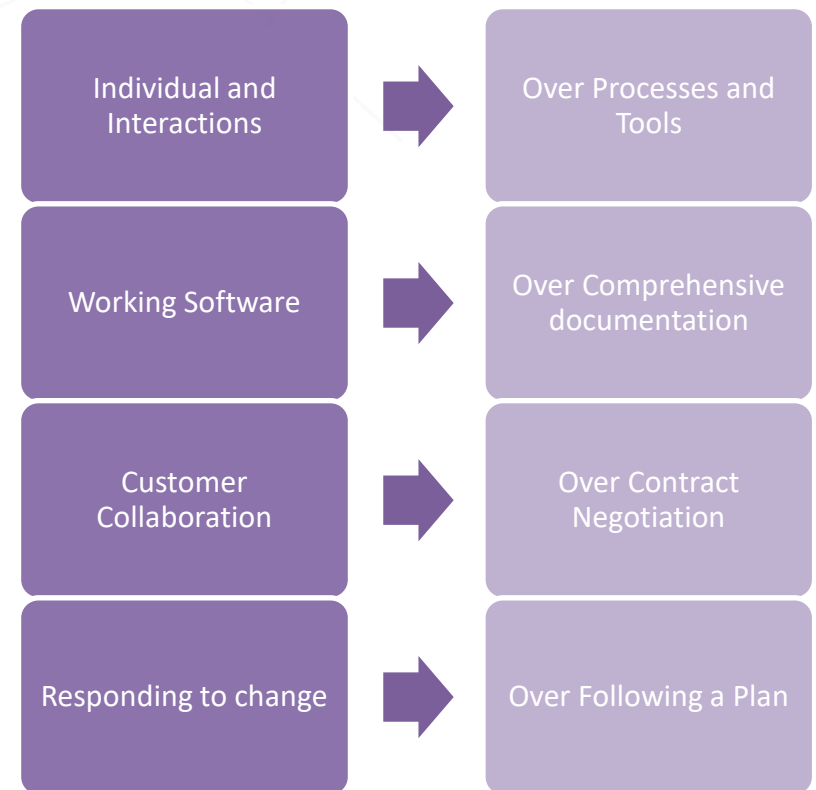 Individual and
Interactions
Over Processes and
Tools
Working Software
Over Comprehensive
documentation
Customer
Collaboration
Over Contract
Negotiation
Responding to change
Over Following a Plan